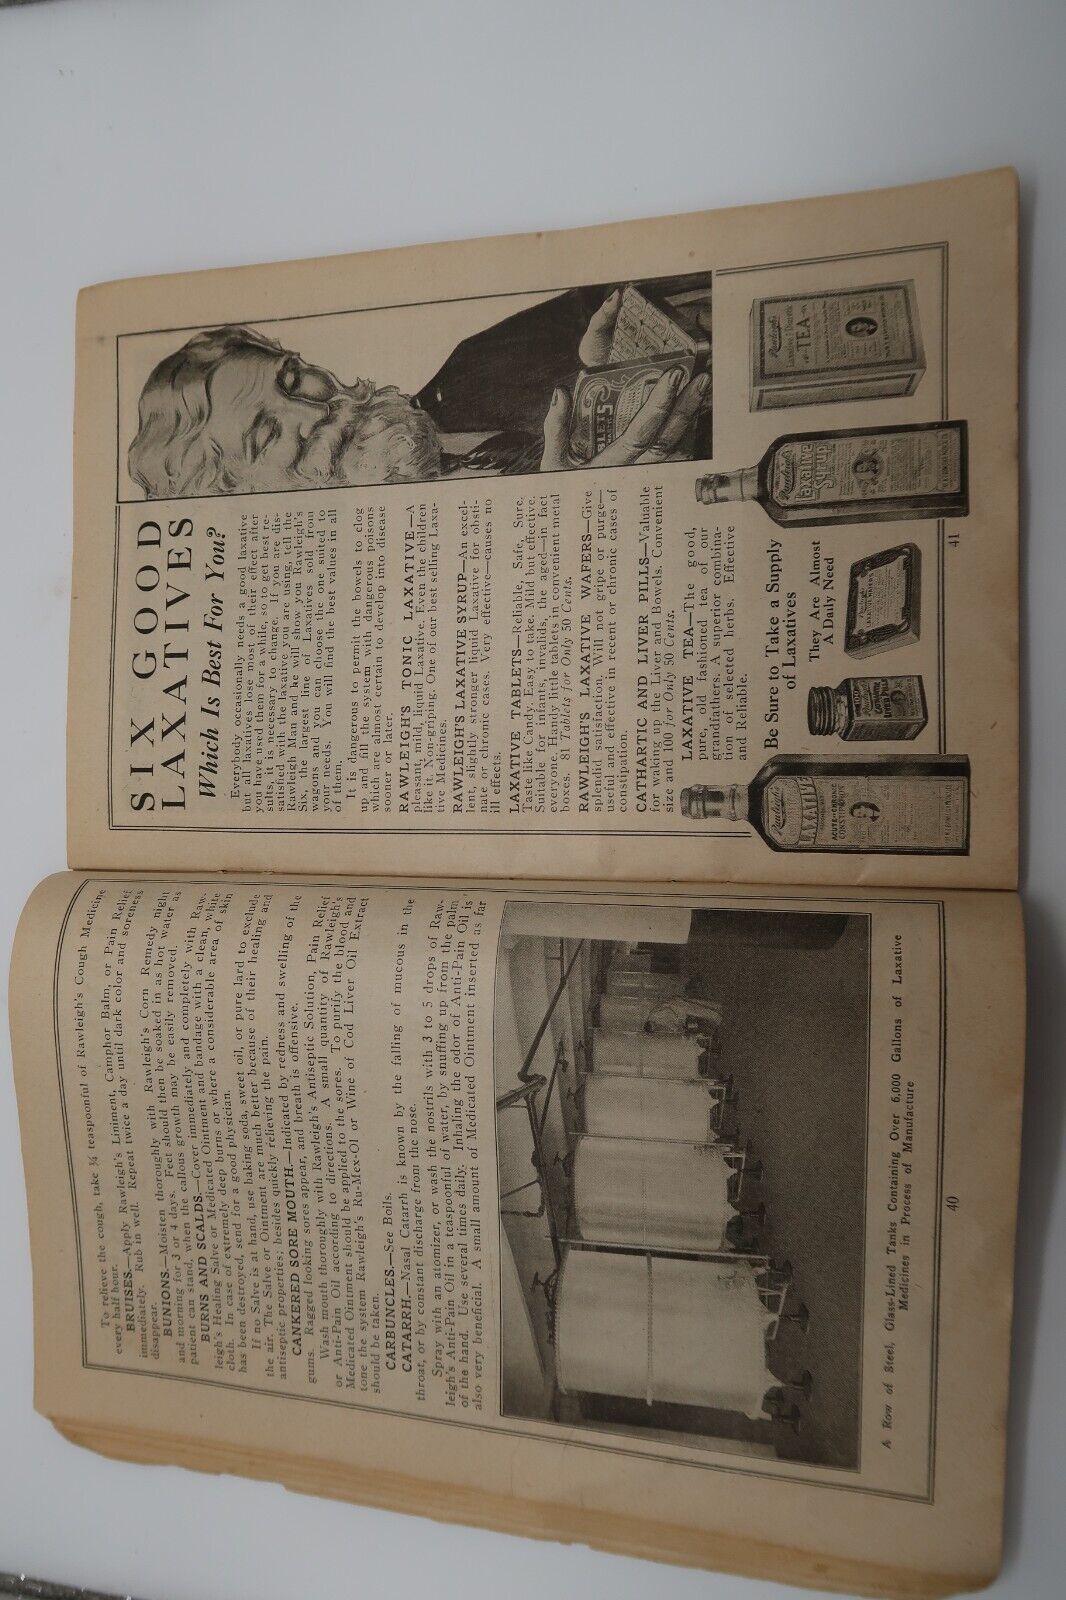 To relieve the cough, take ¾ teaspoonful of Rawleigh's Cough Medicine
every half hour.
BRUISES.—Apply Rawleigh's Liniment, Camphor Balm, or Pain Relief
immediately. Rub in well. Repeat twice a day until dark color and soreness
disappear.
BUNIONS.—Moisten thoroughly with Rawleigh's Corn Remedy night
and morning for 3 or 4 days. Feet should then be soaked in as hot water as
patient can stand, when the callous growth may be easily removed.
BURNS AND SCALDS.—Cover immediately and completely with Raw-
leigh's Healing Salve or Medicated Ointment and bandage with a clean, white
cloth. In case of extremely deep burns or where a considerable area of skin
has been destroyed, send for a good physician.
If no Salve is at hand, use baking soda, sweet oil, or pure lard to exclude
the air. The Salve or Ointment are much better because of their healing and
antiseptic properties; besides quickly relieving the pain.
CANKERED SORE MOUTH.—Indicated by redness and swelling of the
gums. Ragged looking sores appear, and breath is offensive.
Wash mouth thoroughly with Rawleigh's Antiseptic Solution, Pain Relief
or Anti-Pain Oil according to directions. A small quantity of Rawleigh's
Medicated Ointment should be applied to the sores. To purify the blood and
tone the system Rawleigh's Ru-Mex-Ol or Wine of Cod Liver Oil Extract
should be taken.
CARBUNCLES.—See Boils.
CATARRH.—Nasal Catarrh is known by the falling of mucous in the
throat, or by constant discharge from the nose.
Spray with an atomizer, or wash the nostrils with 3 to 5 drops of Raw-
leigh's Anti-Pain Oil in a teaspoonful of water, by snuffing up from the palm
of the hand. Use several times daily. Inhaling the odor of Anti-Pain Oil is
also very beneficial. A small amount of Medicated Ointment inserted as far
A Row of Steel, Glass-Lined Tanks Containing Over 6,000 Gallons of Laxative
Medicines in Process of Manufacture
40
SIX GOOD
LAXATIVES
Which Is Best For You?
Everybody occasionally needs a good laxative
but all laxatives lose most of their effect after
you have used them for a while, so to get best re-
sults, it is necessary to change. If you are dis-
satisfied with the laxative you are using, tell the
Rawleigh Man and he will show you Rawleigh's
Six, the largest line of Laxatives sold from
wagons and you can choose the one suited to
your needs. You will find the best values in all
of them.
It is dangerous to permit the bowels to clog
up and fill the system with dangerous poisons
which are almost certain to develop into disease
sooner or later.
RAWLEIGH'S TONIC LAXATIVE—A
pleasant, mild, liquid Laxative. Even the children
like it. Non-griping. One of our best selling Laxa-
tive Medicines.
RAWLEIGH'S LAXATIVE SYRUP—An excel-
lent, slightly stronger liquid Laxative for obsti-
nate or chronic cases. Very effective—causes no
ill effects.
LAXATIVE TABLETS—Reliable, Safe, Sure.
Taste like Candy. Easy to take. Mild but effective.
Suitable for infants, invalids, the aged—in fact
everyone. Handy little tablets in convenient metal
boxes. 81 Tablets for Only 50 Cents.
RAWLEIGH'S LAXATIVE WAFERS—Give
splendid satisfaction. Will not gripe or purge—
useful and effective in recent or chronic cases of
constipation.
CATHARTIC AND LIVER PILLS—Valuable
for waking up the Liver and Bowels. Convenient
size and 100 for Only 50 Cents.
LAXATIVE TEA—The good,
pure, old fashioned tea of our
grandfathers. A superior combina-
tion of selected herbs. Effective
and Reliable.
Be Sure to Take a Supply
of Laxatives
They Are Almost
A Daily Need
Rawleigh's
TEA
Rawleigh's
Laxative
Syrup
Rawleigh's
LAXATIVE
ACUTE or CHRONIC
CONSTIPATION
41